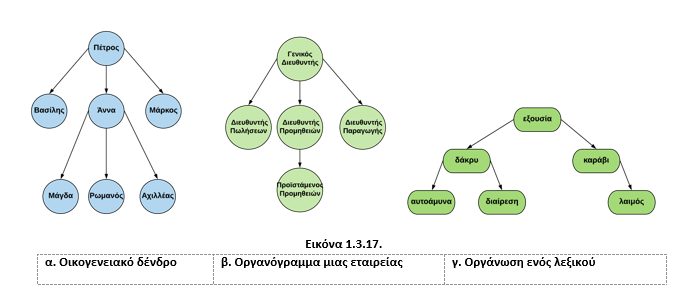 Πέτρος
Βασίλης
Άννα
Μάρκος
Μάγδα
Ρωμανός
Αχιλλέας
Γενικός
Διευθυντής
Διευθυντής
Πωλήσεων
Διευθυντής
Προμηθειών
Διευθυντής
Παραγωγής
Προϊστάμενος
Προμηθειών
εξουσία
δάκρυ
καράβι
αυτοάμυνα
διαίρεση
λαιμός
Εικόνα 1.3.17.
α. Οικογενειακό δένδρο
β. Οργανόγραμμα μιας εταιρείας
γ. Οργάνωση ενός λεξικού